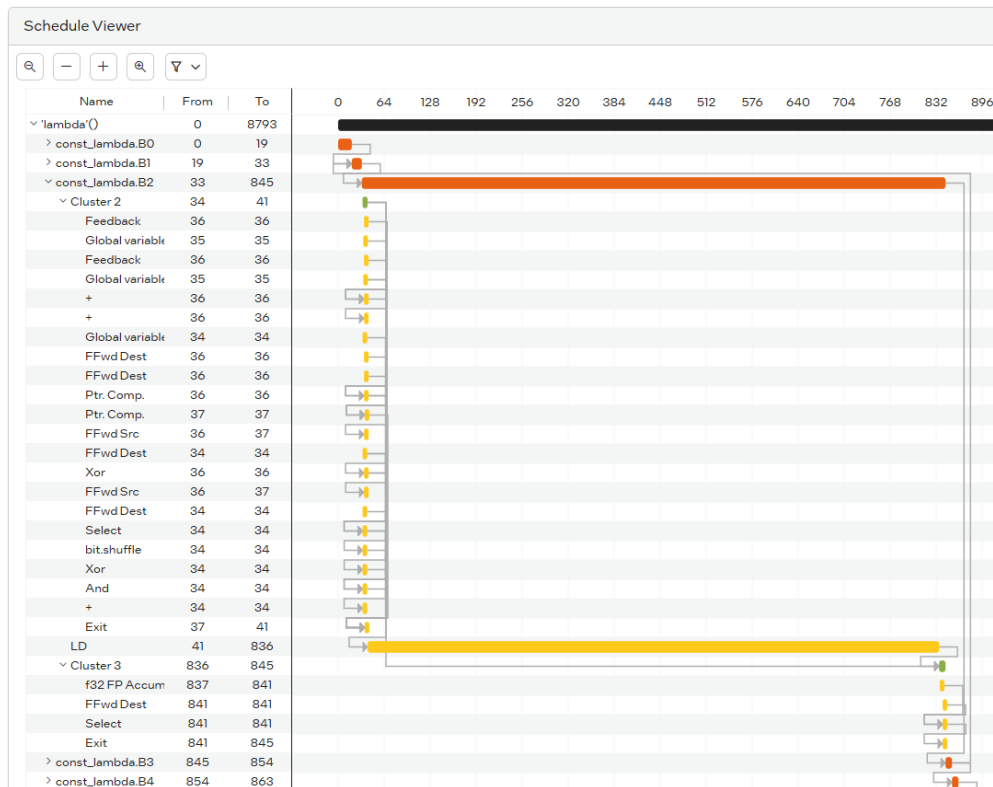 Schedule Viewer
Name From To 0 64 128 192 256 320 384 448 512 576 640 704 768 832 896
'lambda'() 0 8793
const_lambda.B0 0 19
const_lambda.B1 19 33
const_lambda.B2 33 845
Cluster 2 34 41
Feedback 36 36
Global variable 35 35
Feedback 36 36
Global variable 35 35
+ 36 36
+ 36 36
Global variable 34 34
FFwd Dest 36 36
FFwd Dest 36 36
Ptr. Comp. 36 36
Ptr. Comp. 37 37
FFwd Src 36 37
FFwd Dest 34 34
Xor 36 36
FFwd Src 36 37
FFwd Dest 34 34
Select 34 34
bit.shuffle 34 34
Xor 34 34
And 34 34
+ 34 34
Exit 37 41
LD 41 836
Cluster 3 836 845
f32 FP Accum 837 841
FFwd Dest 841 841
Select 841 841
Exit 841 845
const_lambda.B3 845 854
const_lambda.B4 854 863